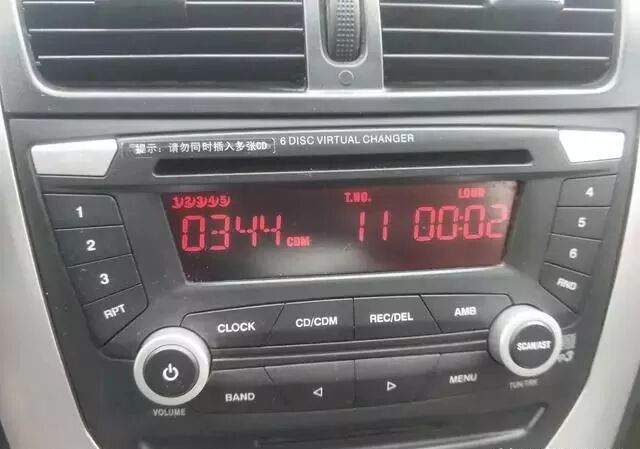 提示:请勿同时插入多张CD
6 DISC VIRTUAL CHANGER
1
2
3
RPT
12345
T.NO.
LOUD
0344 CDM 11 00:02
4
5
6
RND
CLOCK
CD/CDM
REC/DEL
AMB
SCAN/AST
BAND
MENU
VOLUME
TUN/TRK